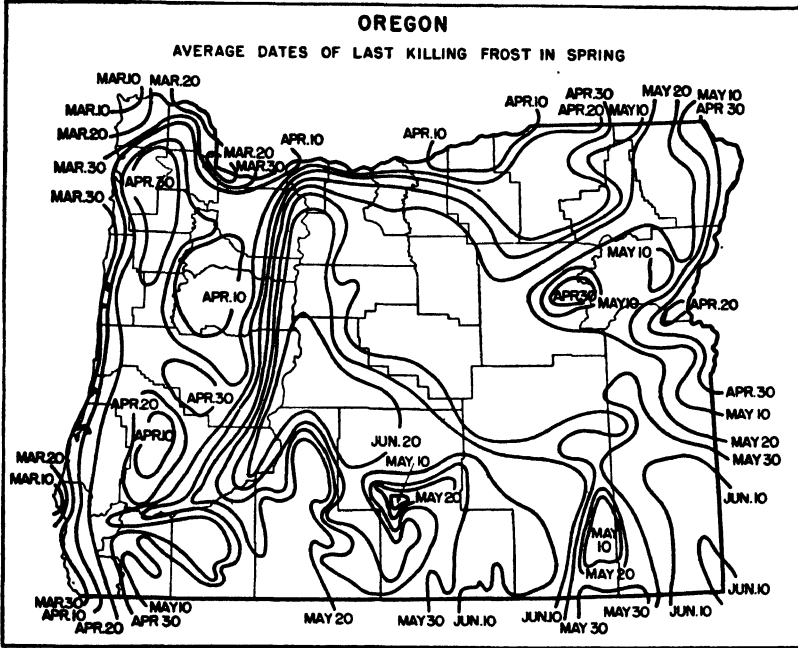 OREGON
AVERAGE DATES OF LAST KILLING FROST IN SPRING
MAR.10 MAR.20
APR.30
MAY 20
MAY 10
APR.10
APR.20
MAY 10
APR.30
MAR.10
MAR.20
APR.10
APR.10
MAR.20
MAR.30
MAR.30
APR.30
MAR.30
MAY 10
APR.10
APR.30
MAY10
APR.20
APR.30
APR.30
APR.20
MAY 10
APR.10
JUN.20
MAY 20
MAY 30
MAR.20
MAY 10
MAR.10
MAY 20
JUN.10
MAY
10
MAY 20
JUN.10
MAR.30
MAY10
APR.10
APR.20
APR 30
MAY 20
MAY 30
JUN.10
JUN.10
MAY 30
MAY 30
JUN.10